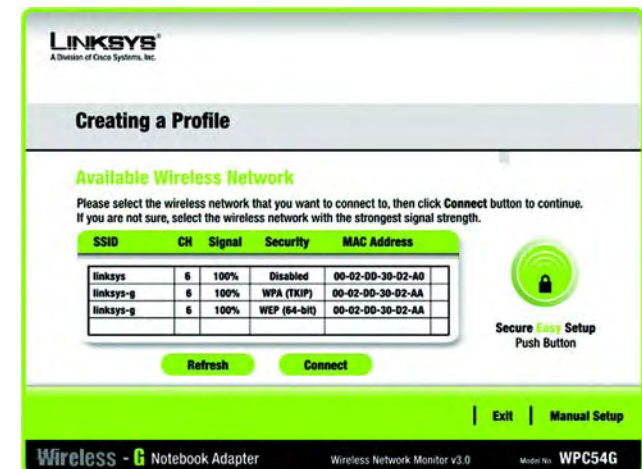 LINKSYS®
A Division of Cisco Systems, Inc.
Creating a Profile
Available Wireless Network
Please select the wireless network that you want to connect to, then click Connect button to continue.
If you are not sure, select the wireless network with the strongest signal strength.
SSID CH Signal Security MAC Address
linksys 6 100% Disabled 00-02-DD-30-D2-A0
linksys-g 6 100% WPA (TKIP) 00-02-DD-30-D2-AA
linksys-g 6 100% WEP (64-bit) 00-02-DD-30-D2-AA
Secure Easy Setup
Push Button
Refresh Connect
Exit Manual Setup
Wireless - G Notebook Adapter Wireless Network Monitor v3.0 Model No. WPC54G